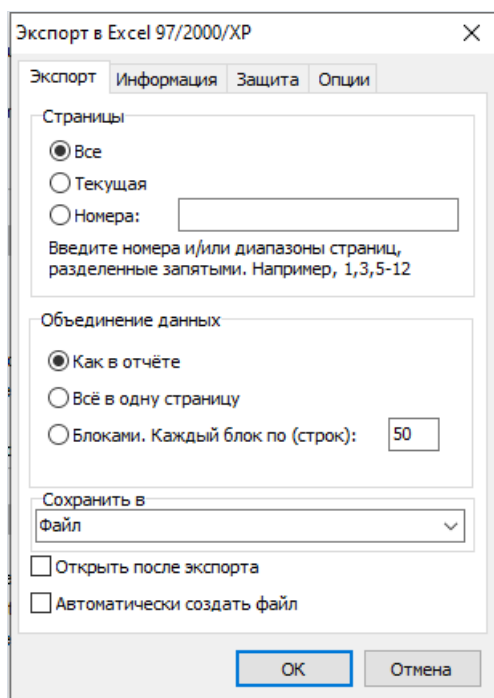 Экспорт в Excel 97/2000/XP
Экспорт Информация Защита Опции
Страницы
Все
Текущая
Номера:
Введите номера и/или диапазоны страниц,
разделенные запятыми. Например, 1,3,5-12
Объединение данных
Как в отчёте
Всё в одну страницу
Блоками. Каждый блок по (строк): 50
Сохранить в
Файл
Открыть после экспорта
Автоматически создать файл
ОК Отмена